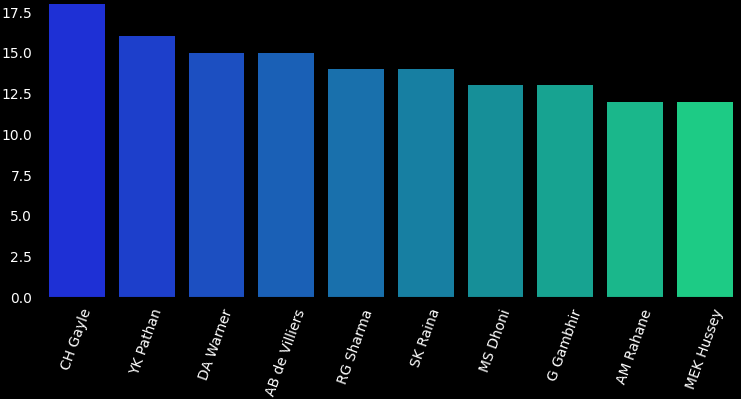 17.5
15.0
12.5
10.0
7.5
5.0
2.5
0.0
CH Gayle
YK Pathan
DA Warner
AB de Villiers
RG Sharma
SK Raina
MS Dhoni
G Gambhir
AM Rahane
MEK Hussey